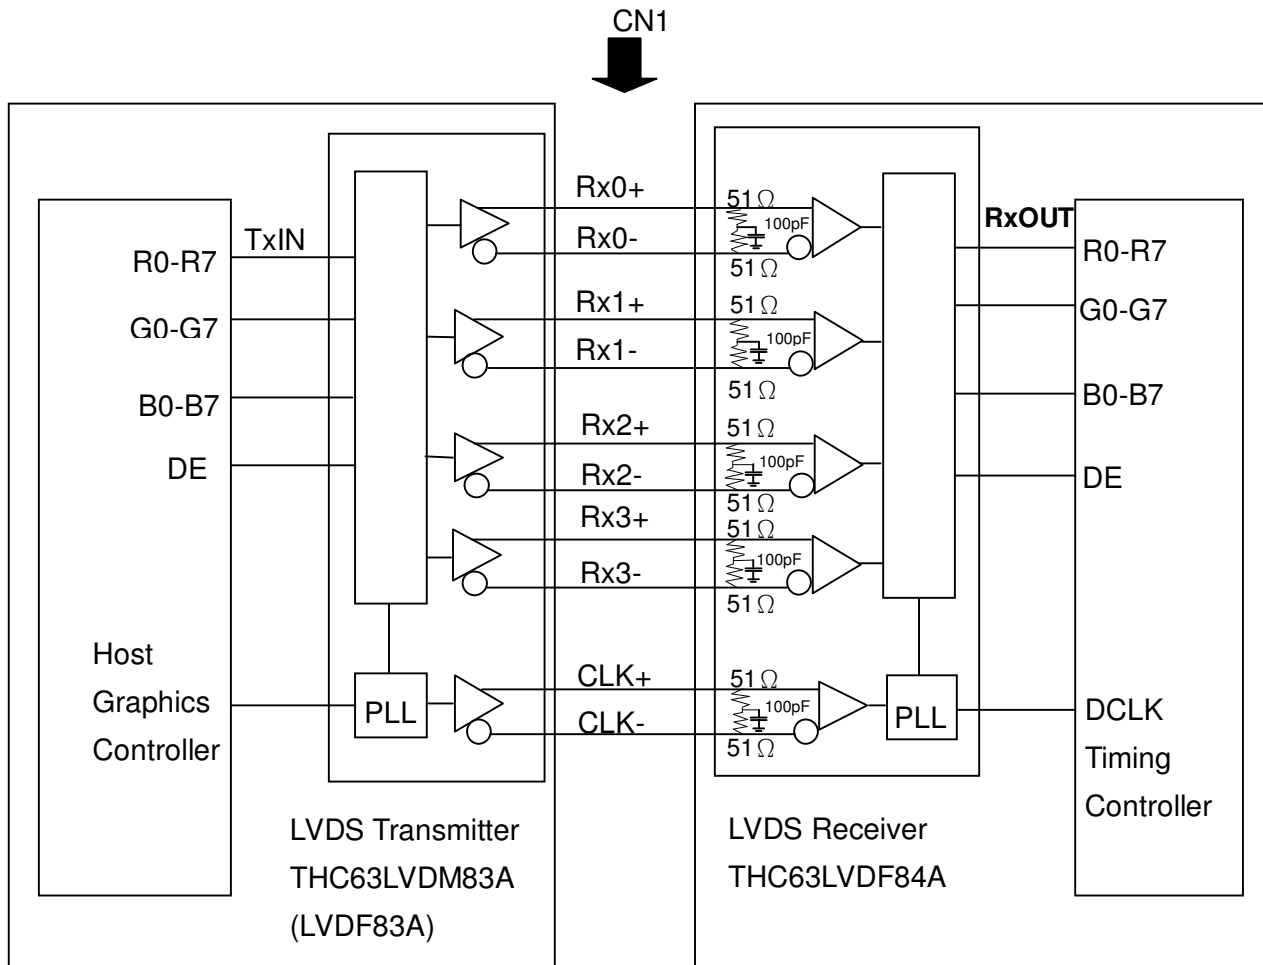 CN1
R0-R7
G0-G7
B0-B7
DE
Host
Graphics
Controller
TxIN
PLL
LVDS Transmitter
THC63LVDM83A
(LVDF83A)
Rx0+
Rx0-
Rx1+
Rx1-
Rx2+
Rx2-
Rx3+
Rx3-
CLK+
CLK-
51Ω
100pF
51Ω
51Ω
100pF
51Ω
51Ω
100pF
51Ω
51Ω
100pF
51Ω
51Ω
100pF
51Ω
PLL
LVDS Receiver
THC63LVDF84A
RxOUT
R0-R7
G0-G7
B0-B7
DE
DCLK
Timing
Controller